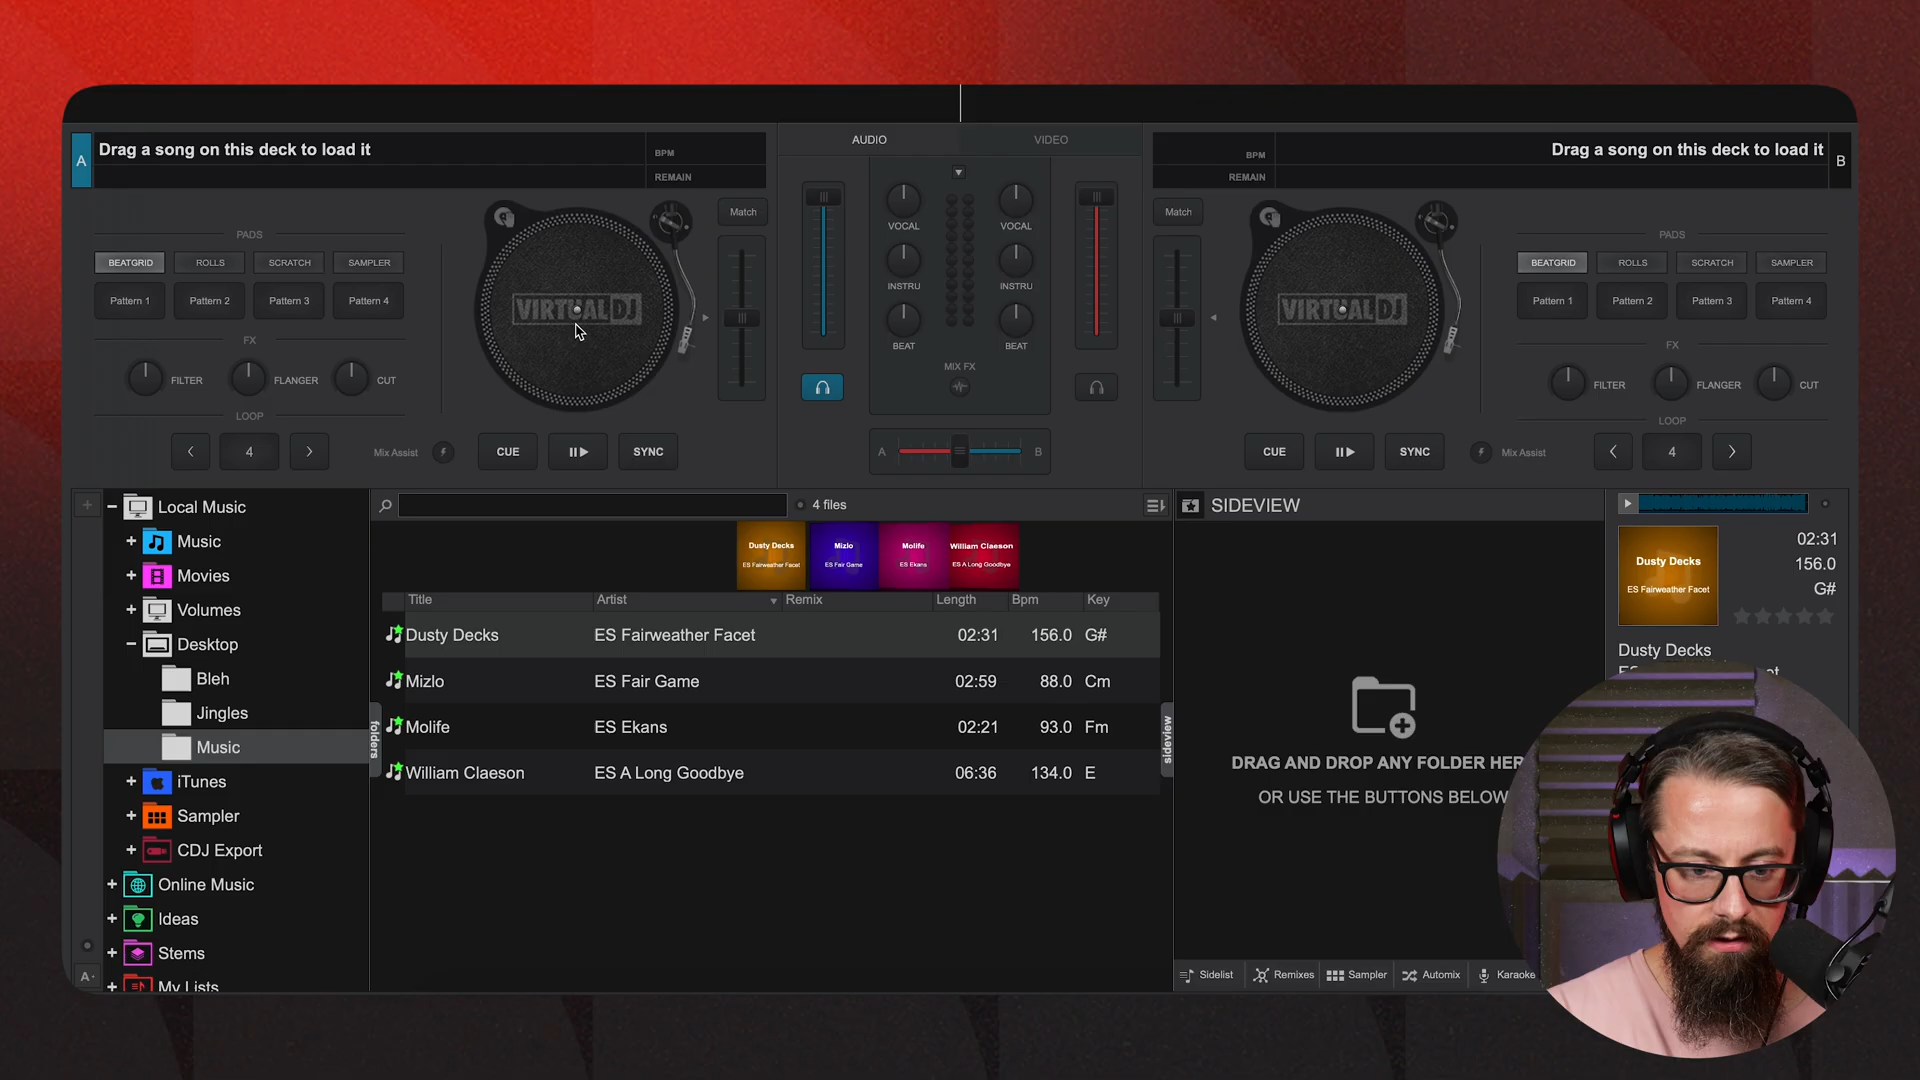 A
Drag a song on this deck to load it
BPM
REMAIN
AUDIO
VIDEO
BPM
REMAIN
Drag a song on this deck to load it
B
PADS
BEATGRID
ROLLS
SCRATCH
SAMPLER
Pattern 1
Pattern 2
Pattern 3
Pattern 4
FX
FILTER
FLANGER
CUT
LOOP
4
Mix Assist
VIRTUAL DJ
Match
CUE
SYNC
VOCAL
VOCAL
INSTRU
INSTRU
BEAT
BEAT
MIX FX
A
B
Match
VIRTUAL DJ
CUE
SYNC
PADS
BEATGRID
ROLLS
SCRATCH
SAMPLER
Pattern 1
Pattern 2
Pattern 3
Pattern 4
FX
FILTER
FLANGER
CUT
LOOP
Mix Assist
4
Local Music
Music
Movies
Volumes
Desktop
Bleh
Jingles
Music
iTunes
Sampler
CDJ Export
Online Music
Ideas
Stems
My Lists
A
folders
4 files
Dusty Decks
ES Fairweather Facet
Mizlo
ES Fair Game
Molife
ES Ekans
William Claeson
ES A Long Goodbye
Title Artist Remix Length Bpm Key
Dusty Decks ES Fairweather Facet 02:31 156.0 G#
Mizlo ES Fair Game 02:59 88.0 Cm
Molife ES Ekans 02:21 93.0 Fm
William Claeson ES A Long Goodbye 06:36 134.0 E
sideview
SIDEVIEW
DRAG AND DROP ANY FOLDER HER
OR USE THE BUTTONS BELOW
Sidelist
Remixes
Sampler
Automix
Karaoke
Dusty Decks
ES Fairweather Facet
02:31
156.0
G#
Dusty Decks